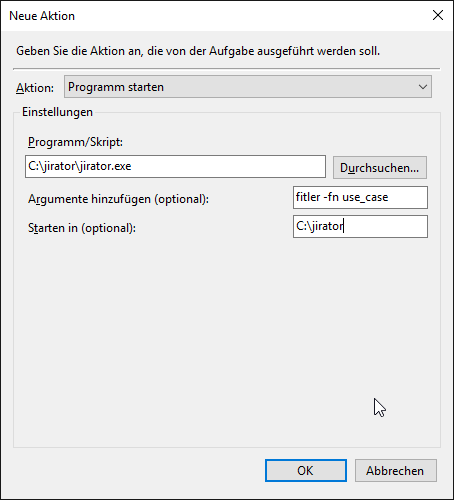 Neue Aktion
Geben Sie die Aktion an, die von der Aufgabe ausgeführt werden soll.
Aktion: Programm starten
Einstellungen
Programm/Skript:
C:\jirator\jirator.exe Durchsuchen...
Argumente hinzufügen (optional): fitler -fn use_case
Starten in (optional): C:\jirator
OK Abbrechen